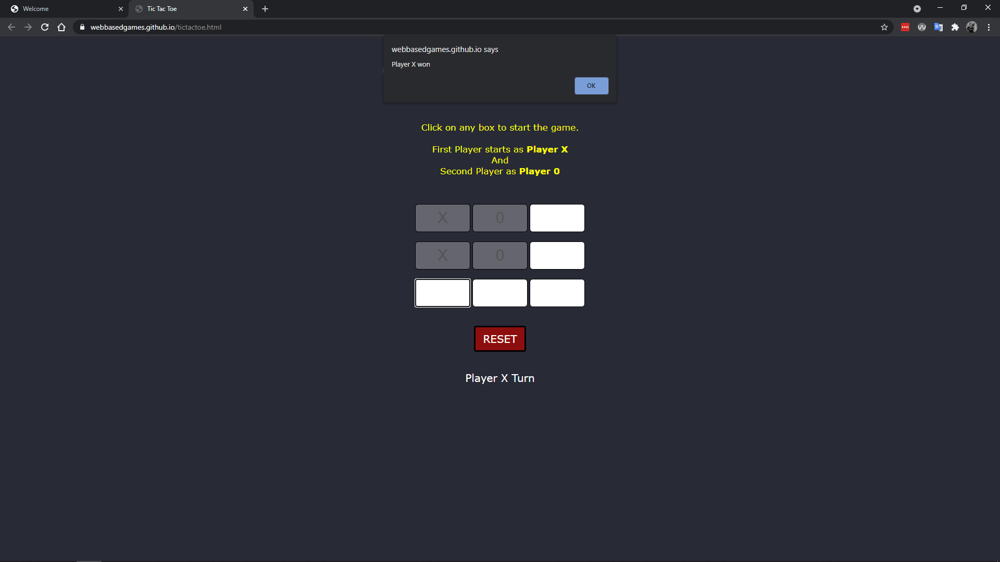 Welcome
Tic Tac Toe
webbasedgames.github.io/tictactoe.html
webbasedgames.github.io says
Player X won
OK
Click on any box to start the game.
First Player starts as Player X
And
Second Player as Player 0
X 0
X 0
RESET
Player X Turn